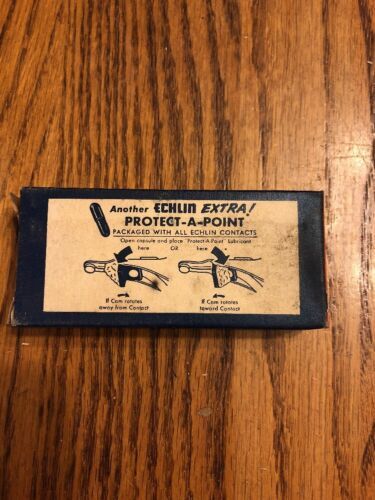 Another ECHLIN EXTRA!
PROTECT-A-POINT
PACKAGED WITH ALL ECHLIN CONTACTS
Open capsule and place "Protect-A-Point" Lubricant
here OR here
If Cam rotates away from Contact
If Cam rotates toward Contact